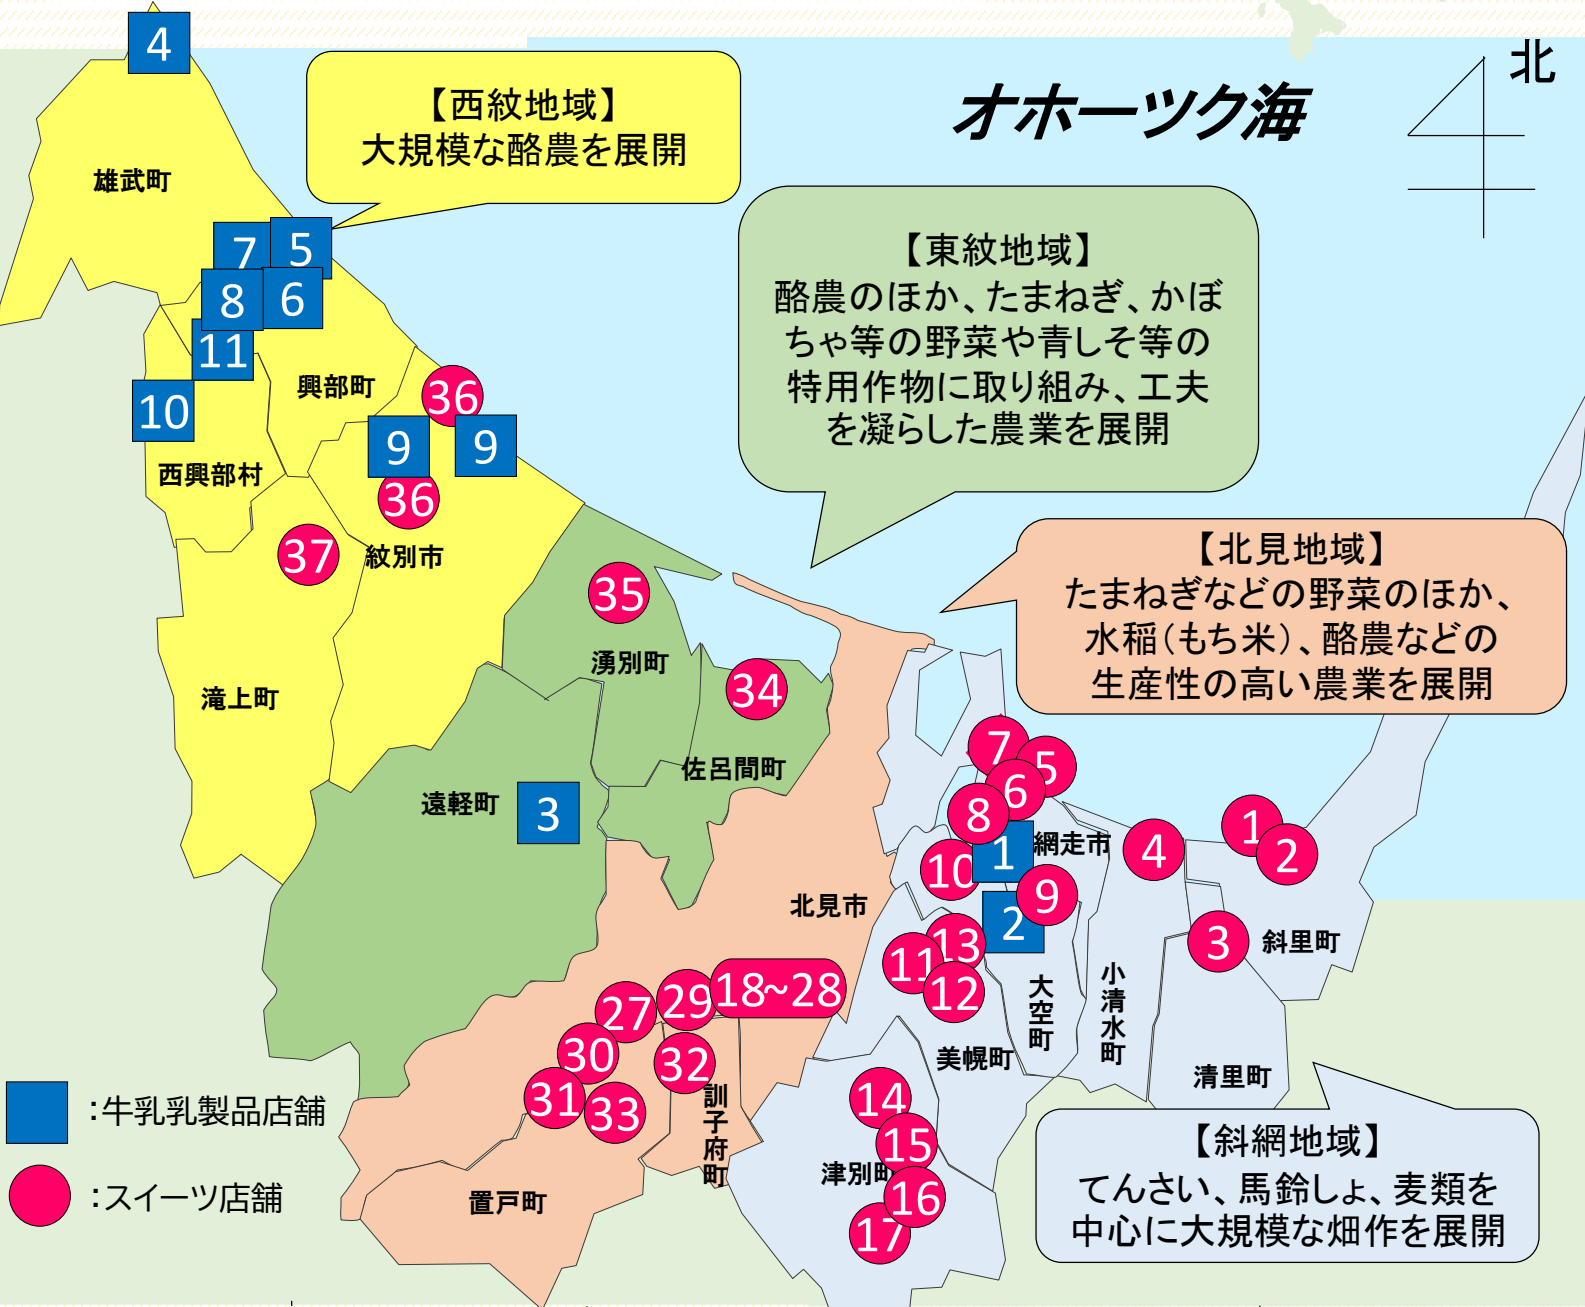 4
北
オホーツク海
【西紋地域】
大規模な酪農を展開
雄武町
【東紋地域】
酪農のほか、たまねぎ、かぼ
ちゃ等の野菜や青しそ等の
特用作物に取り組み、工夫
を凝らした農業を展開
7
5
8
6
11
10
興部町
36
9
9
西興部村
36
37
紋別市
【北見地域】
たまねぎなどの野菜のほか、
水稲（もち米）、酪農などの
生産性の高い農業を展開
35
湧別町
34
滝上町
佐呂間町
遠軽町
3
7
5
6
8
1
網走市
4
1
2
10
9
2
北見市
13
11
12
3
斜里町
大空町
小清水町
18~28
29
27
30
32
31
33
美幌町
清里町
訓子府町
14
15
津別町
16
17
置戸町
：牛乳乳製品店舗
：スイーツ店舗
【斜網地域】
てんさい、馬鈴しょ、麦類を
中心に大規模な畑作を展開